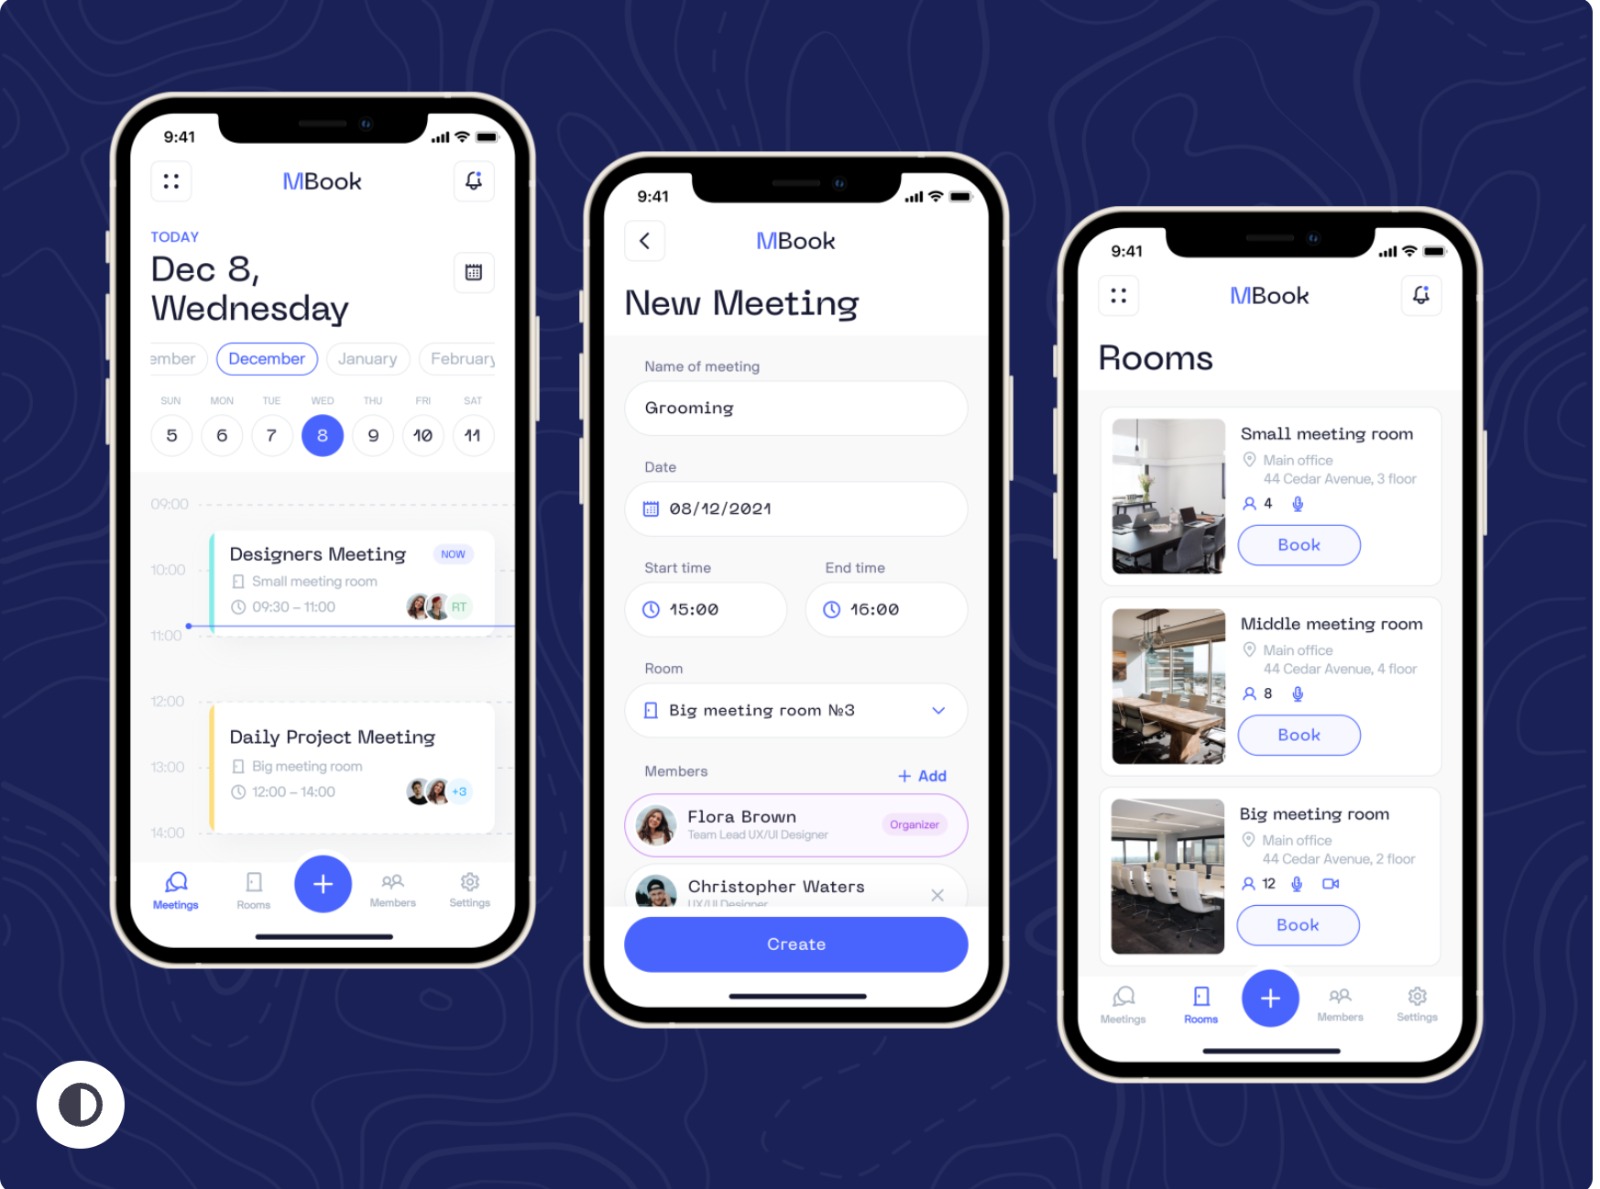 9:41
MBook
TODAY
Dec 8,
Wednesday
ember December January February
SUN MON TUE WED THU FRI SAT
5 6 7 8 9 10 11
09:00
Designers Meeting NOW
10:00 Small meeting room
09:30 – 11:00 RT
11:00
12:00
Daily Project Meeting
13:00 Big meeting room
12:00 – 14:00 +3
14:00
Meetings Rooms Members Settings
9:41
MBook
New Meeting
Name of meeting
Grooming
Date
08/12/2021
Start time End time
15:00 16:00
Room
Big meeting room №3
Members + Add
Flora Brown
Team Lead UX/UI Designer Organizer
Christopher Waters
UX/UI Designer
Create
9:41
MBook
Rooms
Small meeting room
Main office
44 Cedar Avenue, 3 floor
4
Book
Middle meeting room
Main office
44 Cedar Avenue, 4 floor
8
Book
Big meeting room
Main office
44 Cedar Avenue, 2 floor
12
Book
Meetings Rooms Members Settings